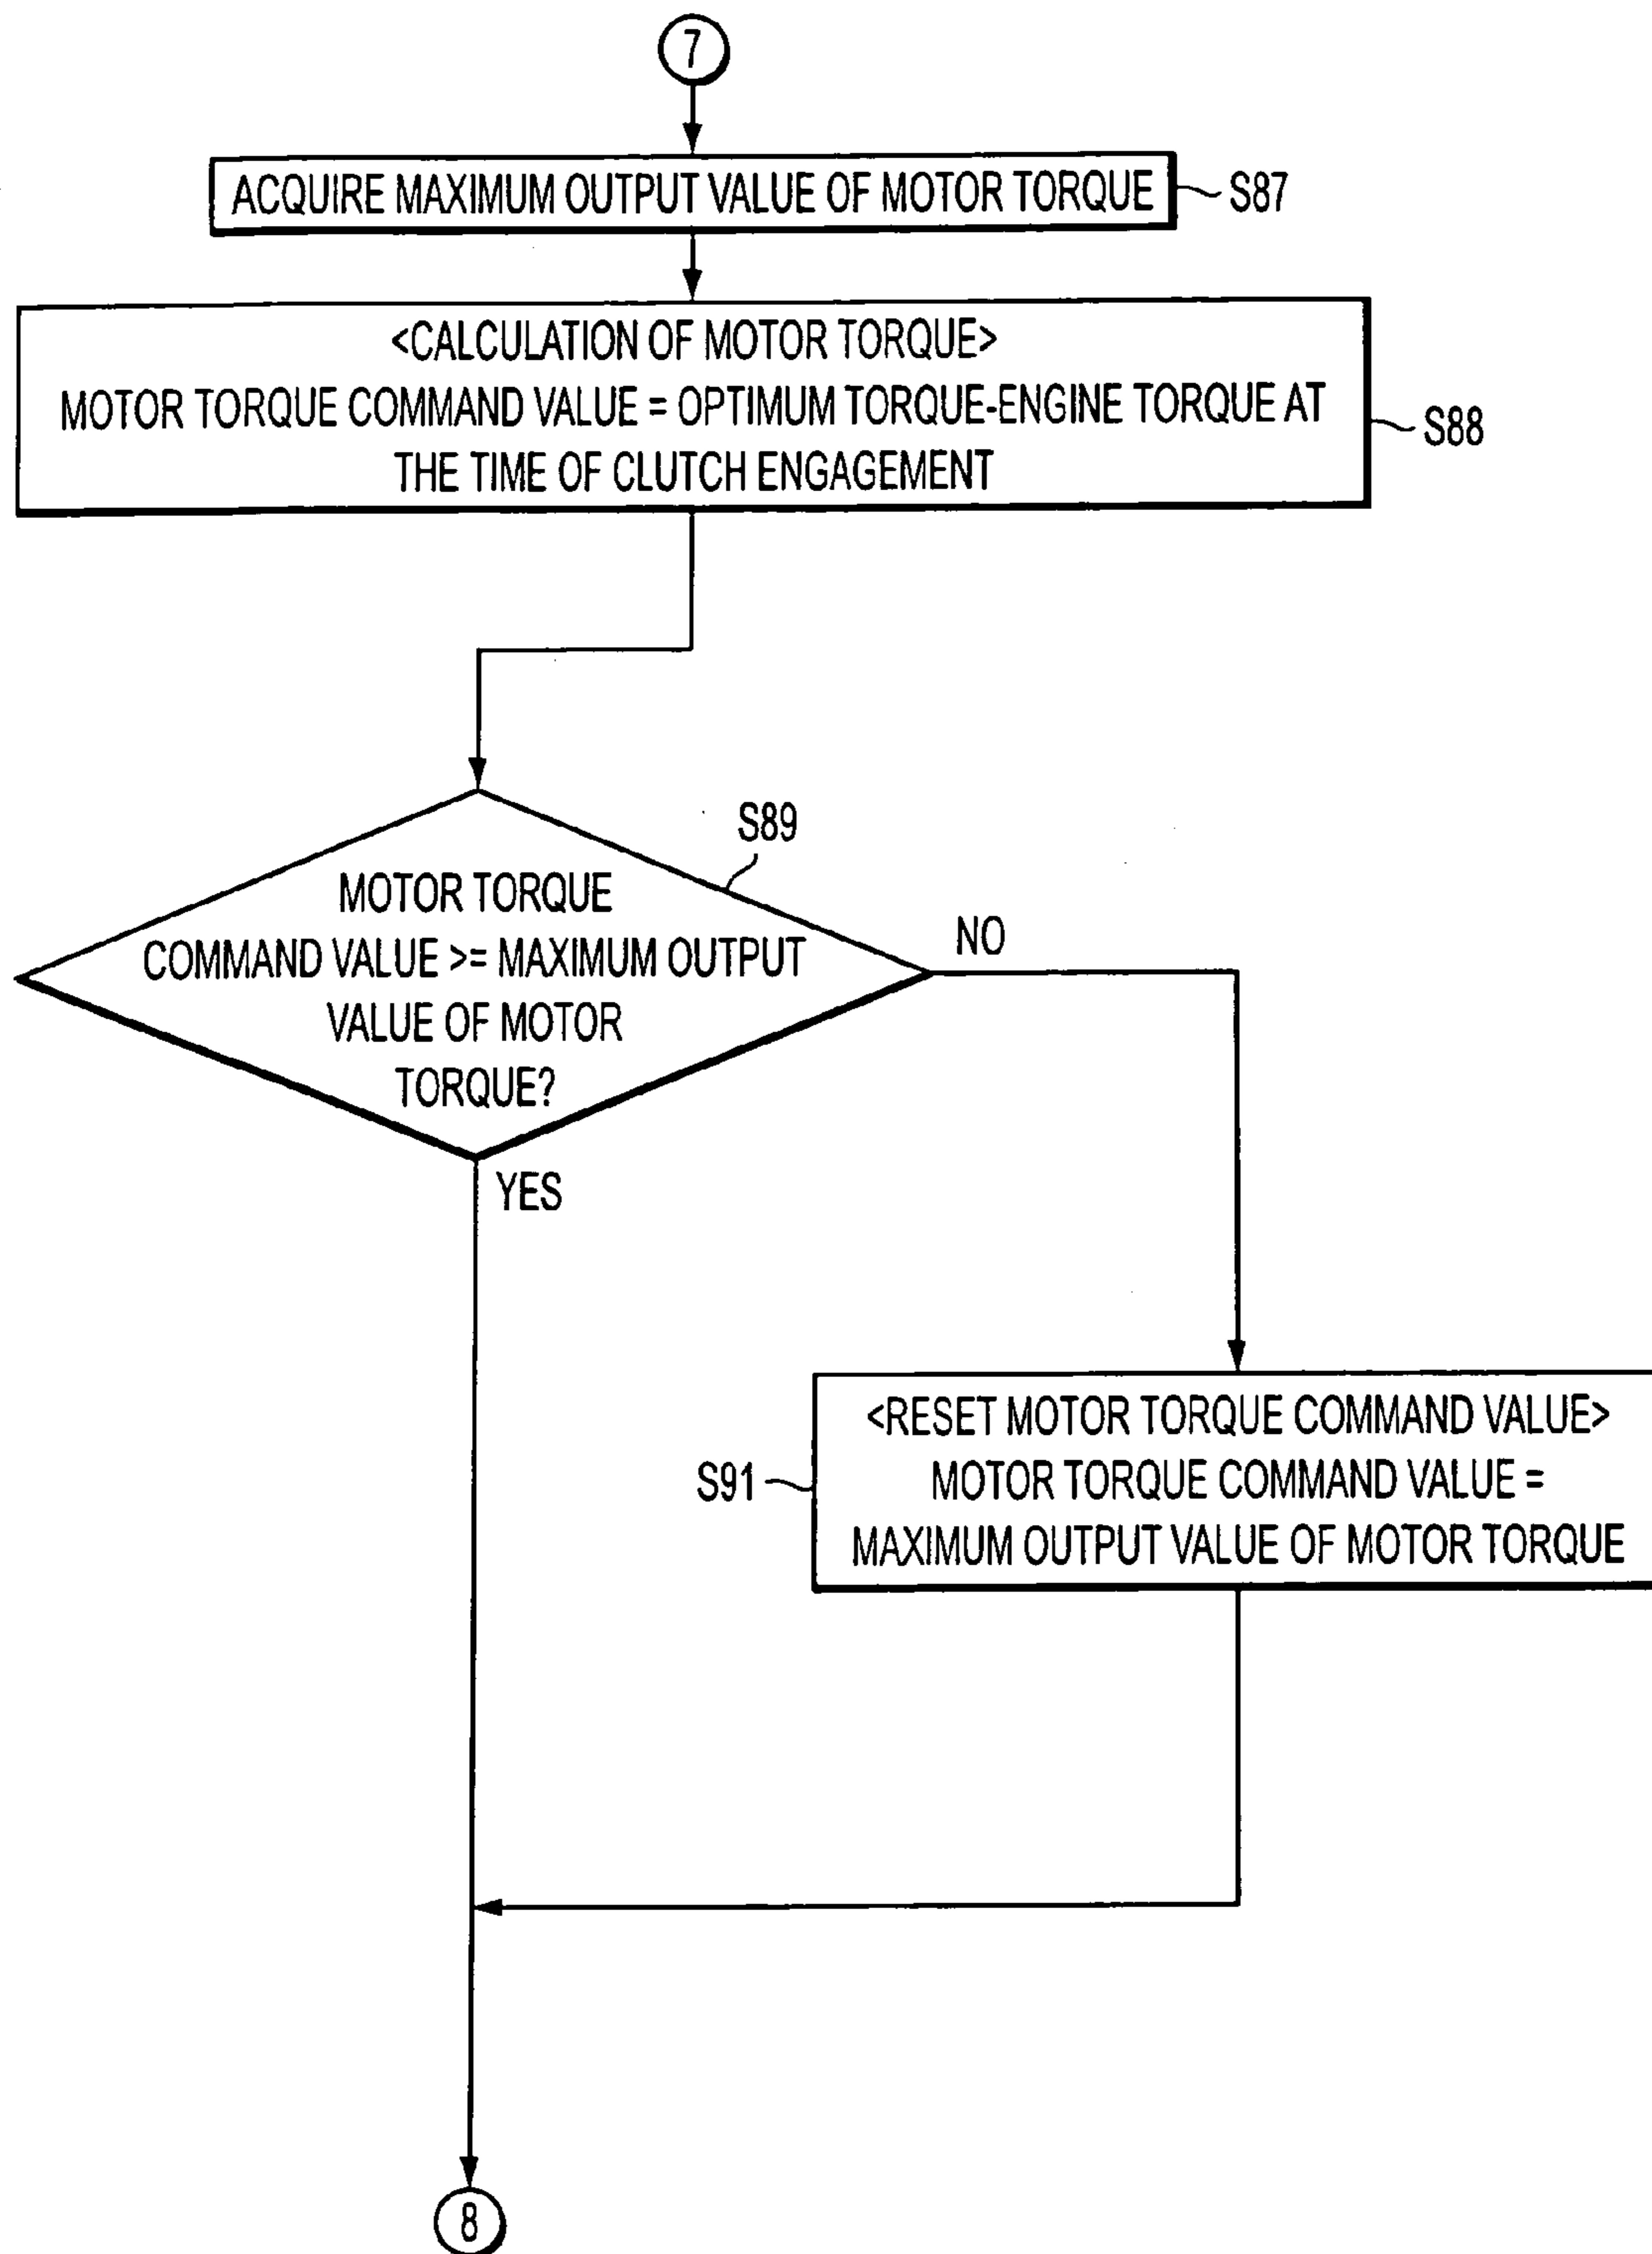 7
ACQUIRE MAXIMUM OUTPUT VALUE OF MOTOR TORQUE
S87
<CALCULATION OF MOTOR TORQUE>
MOTOR TORQUE COMMAND VALUE = OPTIMUM TORQUE-ENGINE TORQUE AT
THE TIME OF CLUTCH ENGAGEMENT
S88
S89
MOTOR TORQUE
COMMAND VALUE >= MAXIMUM OUTPUT
VALUE OF MOTOR
TORQUE?
NO
YES
<RESET MOTOR TORQUE COMMAND VALUE>
MOTOR TORQUE COMMAND VALUE =
MAXIMUM OUTPUT VALUE OF MOTOR TORQUE
S91
8